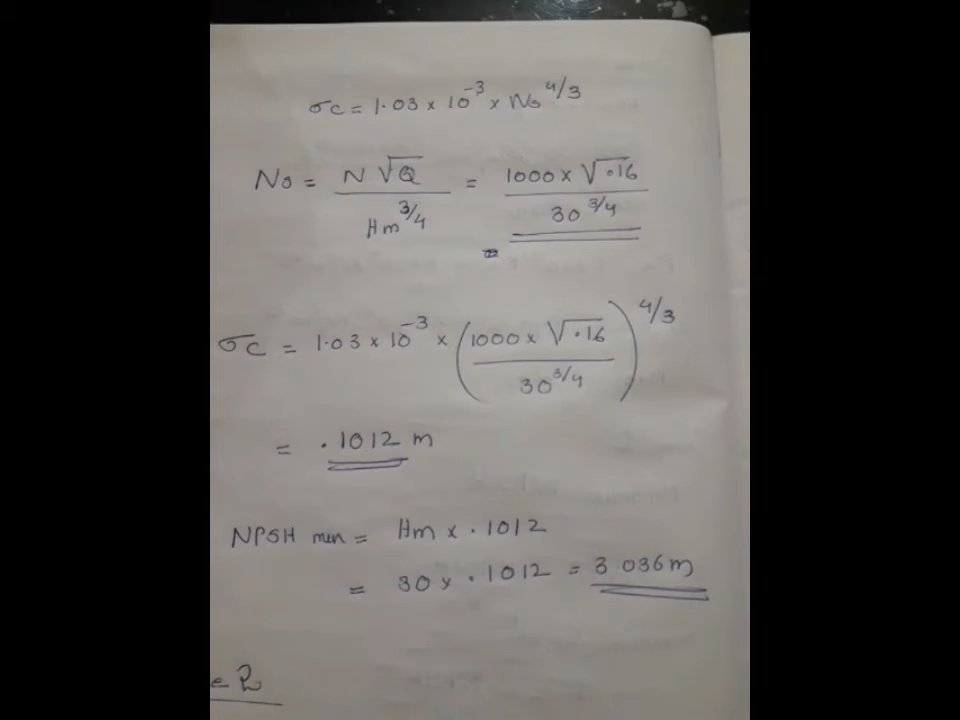 σc = 1.03 × 10^-3 × Ns^4/3
Ns = N √Q / Hm^3/4 = 1000 × √.16 / 30^3/4
=
σc = 1.03 × 10^-3 × (1000 × √.16 / 30^3/4)^4/3
= .1012 m
NPSH min = Hm × .1012
= 30 × .1012 = 3.036 m